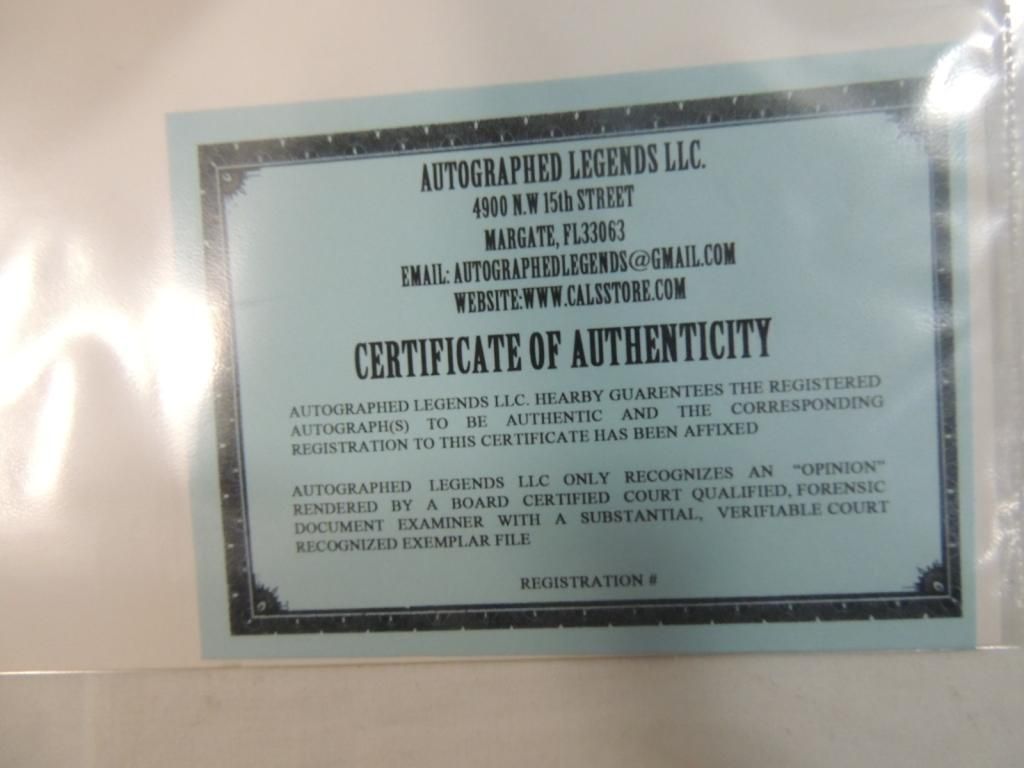 AUTOGRAPHED LEGENDS LLC.
4900 N.W 15th STREET
MARGATE, FL33063
EMAIL: AUTOGRAPHEDLEGENDS@GMAIL.COM
WEBSITE:WWW.CALSSTORE.COM
CERTIFICATE OF AUTHENTICITY
AUTOGRAPHED LEGENDS LLC. HEARBY GUARENTEES THE REGISTERED
AUTOGRAPH(S) TO BE AUTHENTIC AND THE CORRESPONDING
REGISTRATION TO THIS CERTIFICATE HAS BEEN AFFIXED
AUTOGRAPHED LEGENDS LLC ONLY RECOGNIZES AN “OPINION”
RENDERED BY A BOARD CERTIFIED COURT QUALIFIED, FORENSIC
DOCUMENT EXAMINER WITH A SUBSTANTIAL, VERIFIABLE COURT
RECOGNIZED EXEMPLAR FILE
REGISTRATION #